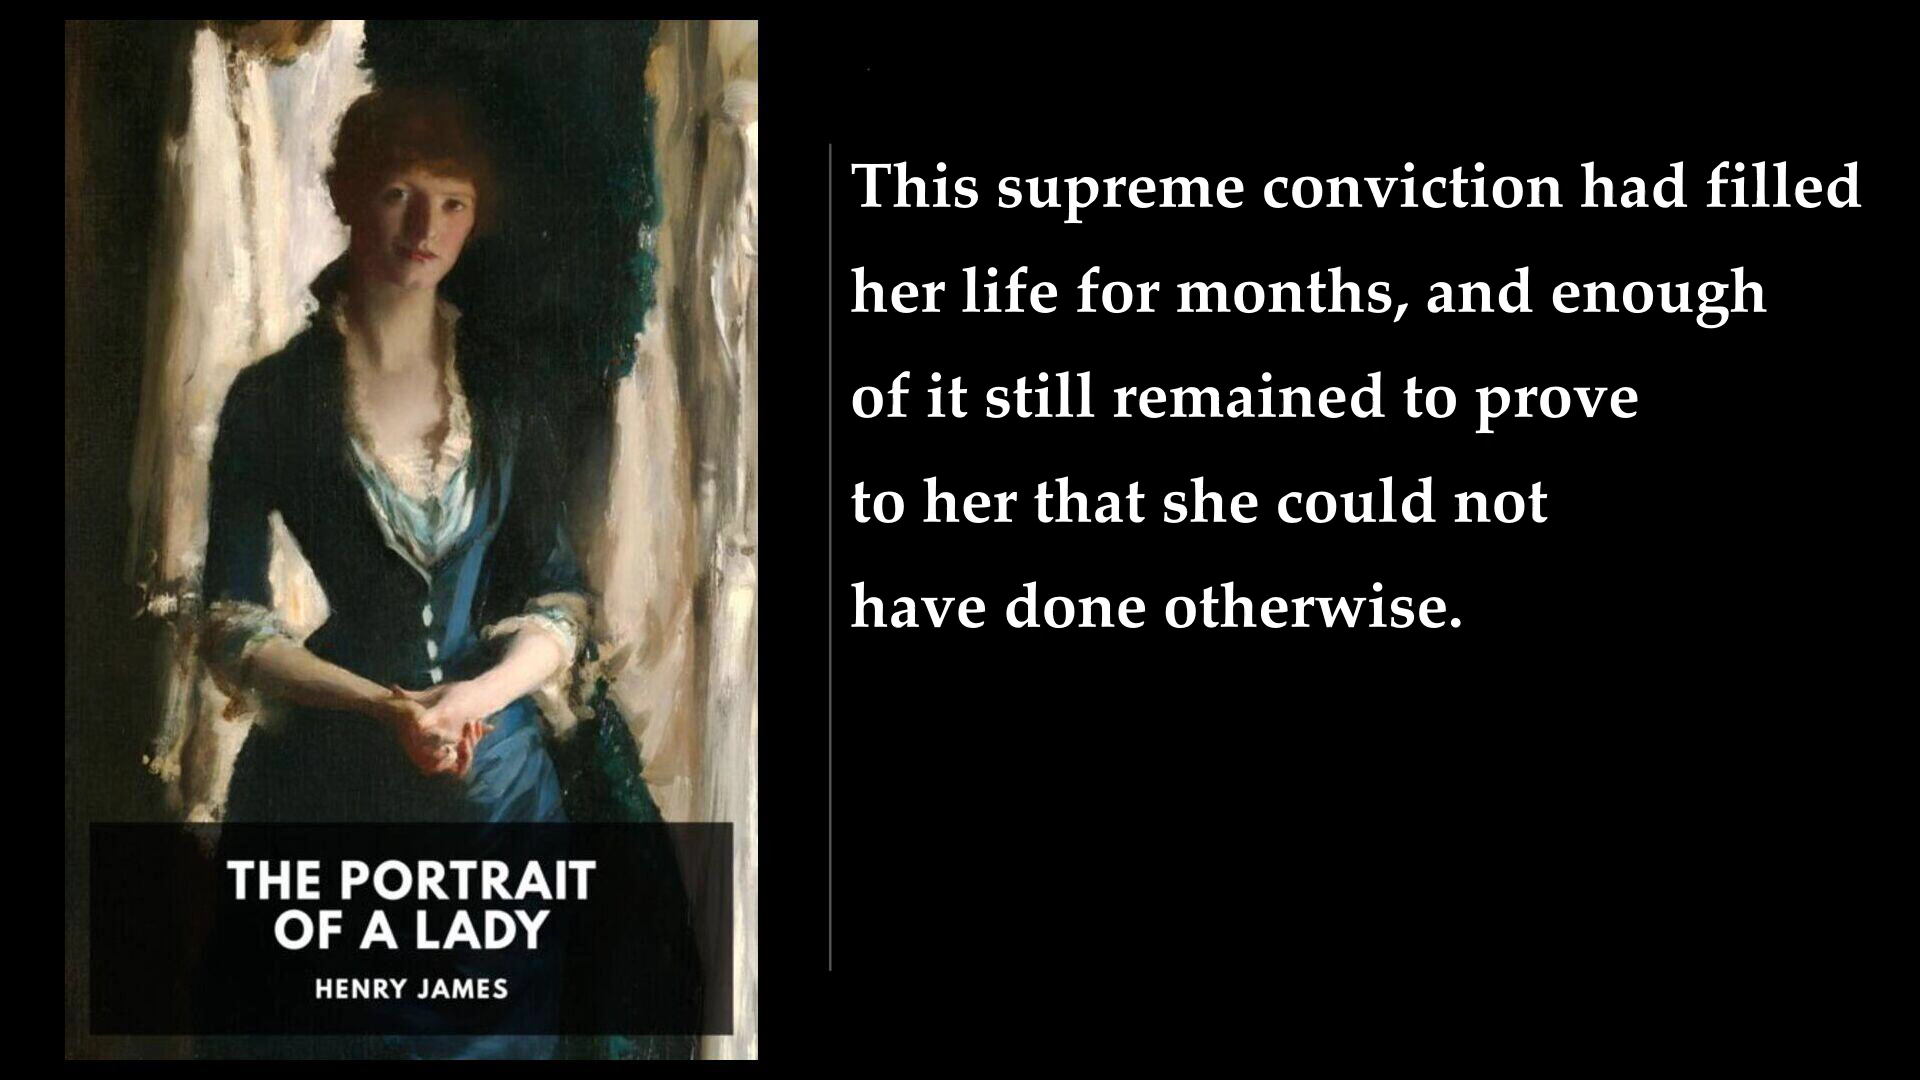 This supreme conviction had filled
her life for months, and enough
of it still remained to prove
to her that she could not
have done otherwise.
THE PORTRAIT
OF A LADY
HENRY JAMES